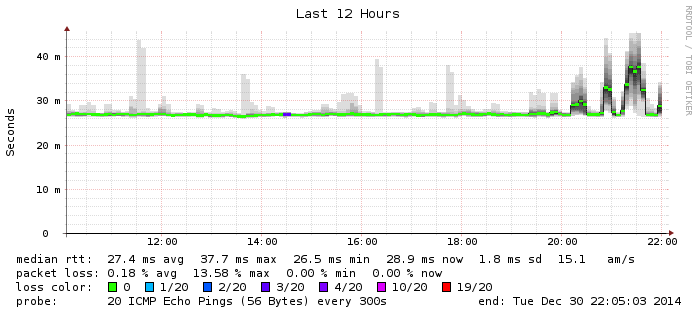 Last 12 Hours
RRDTOOL / TOBI OETIKER
Seconds
40 m
30 m
20 m
10 m
0
12:00 14:00 16:00 18:00 20:00 22:00
median rtt: 27.4 ms avg 37.7 ms max 26.5 ms min 28.9 ms now 1.8 ms sd 15.1 am/s
packet loss: 0.18 % avg 13.58 % max 0.00 % min 0.00 % now
loss color: 0 1/20 2/20 3/20 4/20 10/20 19/20
probe: 20 ICMP Echo Pings (56 Bytes) every 300s end: Tue Dec 30 22:05:03 2014